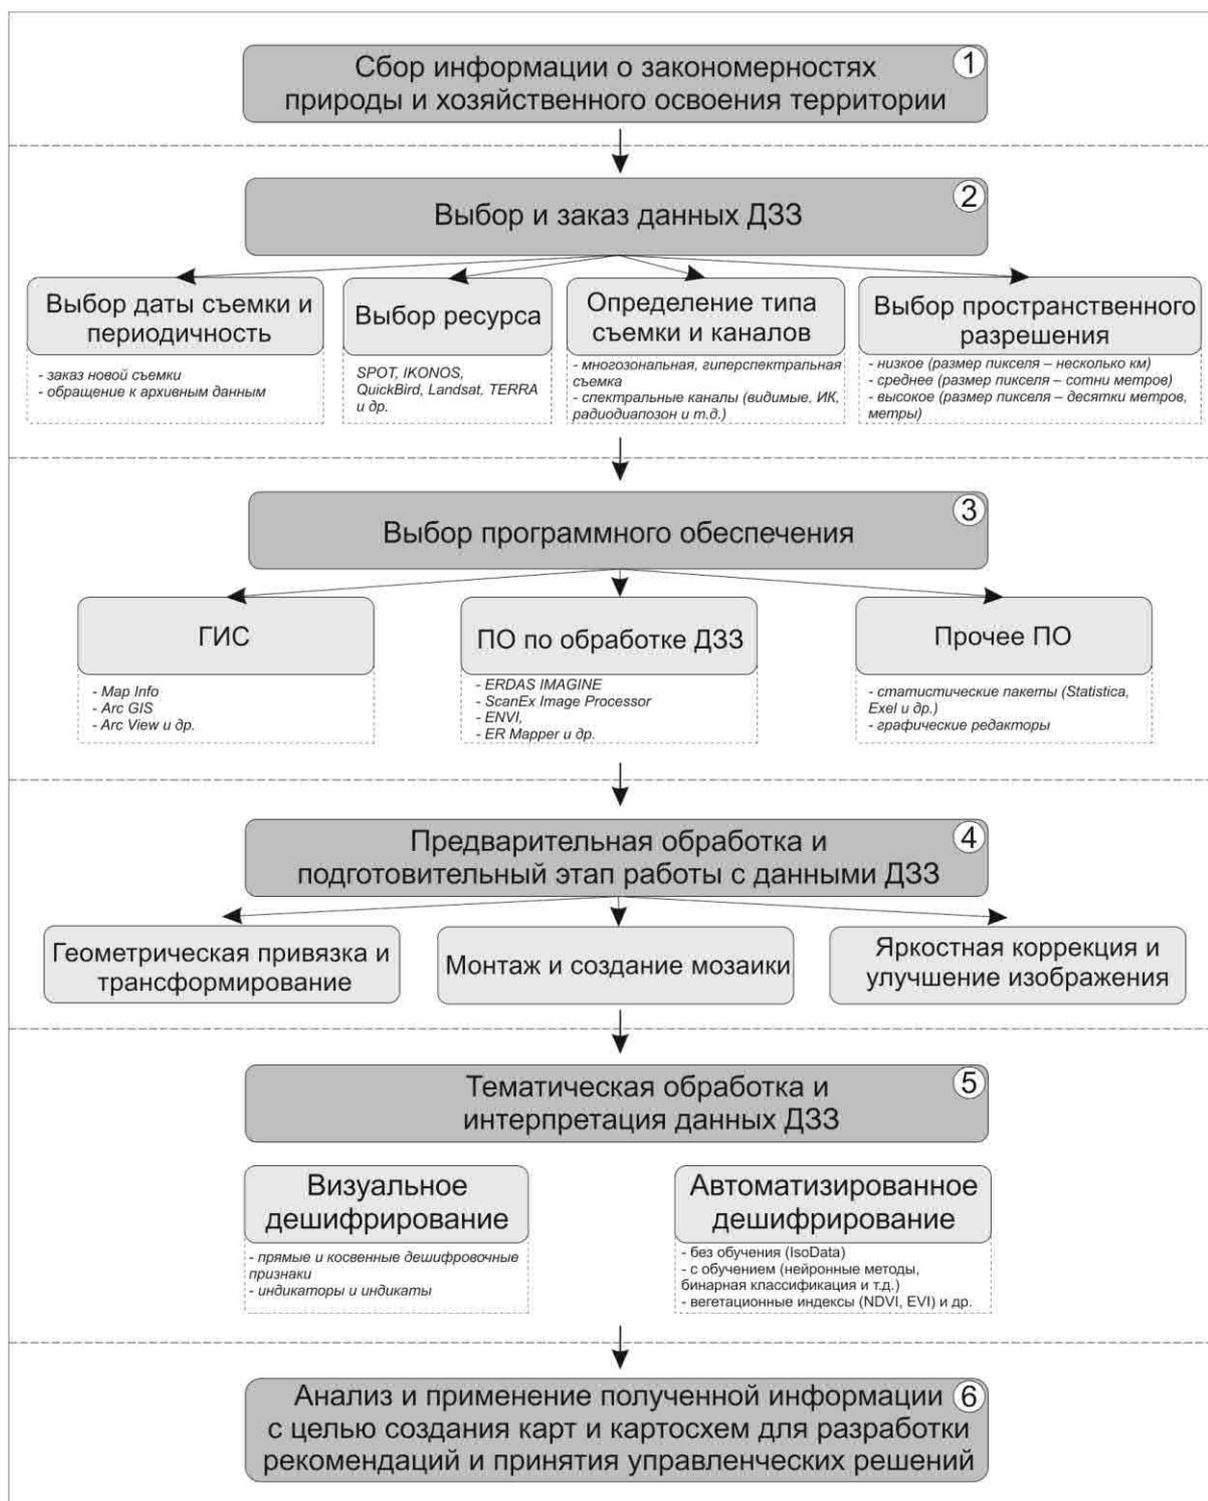 1
Сбор информации о закономерностях
природы и хозяйственного освоения территории
2
Выбор и заказ данных ДЗЗ
Выбор даты съемки и
периодичность
- заказ новой съемки
- обращение к архивным данным
Выбор ресурса
SPOT, IKONOS,
QuickBird, Landsat, TERRA
и др.
Определение типа
съемки и каналов
- многозональная, гиперспектральная
съемка
- спектральные каналы (видимые, ИК,
радиодиапозон и т.д.)
Выбор пространственного
разрешения
- низкое (размер пикселя – несколько км)
- среднее (размер пикселя – сотни метров)
- высокое (размер пикселя – десятки метров,
метры)
3
Выбор программного обеспечения
ГИС
- Map Info
- Arc GIS
- Arc View и др.
ПО по обработке ДЗЗ
- ERDAS IMAGINE
- ScanEx Image Processor
- ENVI,
- ER Mapper и др.
Прочее ПО
- статистические пакеты (Statistica,
Exel и др.)
- графические редакторы
4
Предварительная обработка и
подготовительный этап работы с данными ДЗЗ
Геометрическая привязка и
трансформирование
Монтаж и создание мозаики
Яркостная коррекция и
улучшение изображения
5
Тематическая обработка и
интерпретация данных ДЗЗ
Визуальное
дешифрирование
- прямые и косвенные дешифровочные
признаки
- индикаторы и индикаты
Автоматизированное
дешифрирование
- без обучения (IsoData)
- с обучением (нейронные методы,
бинарная классификация и т.д.)
- вегетационные индексы (NDVI, EVI) и др.
6
Анализ и применение полученной информации
с целью создания карт и картосхем для разработки
рекомендаций и принятия управленческих решений